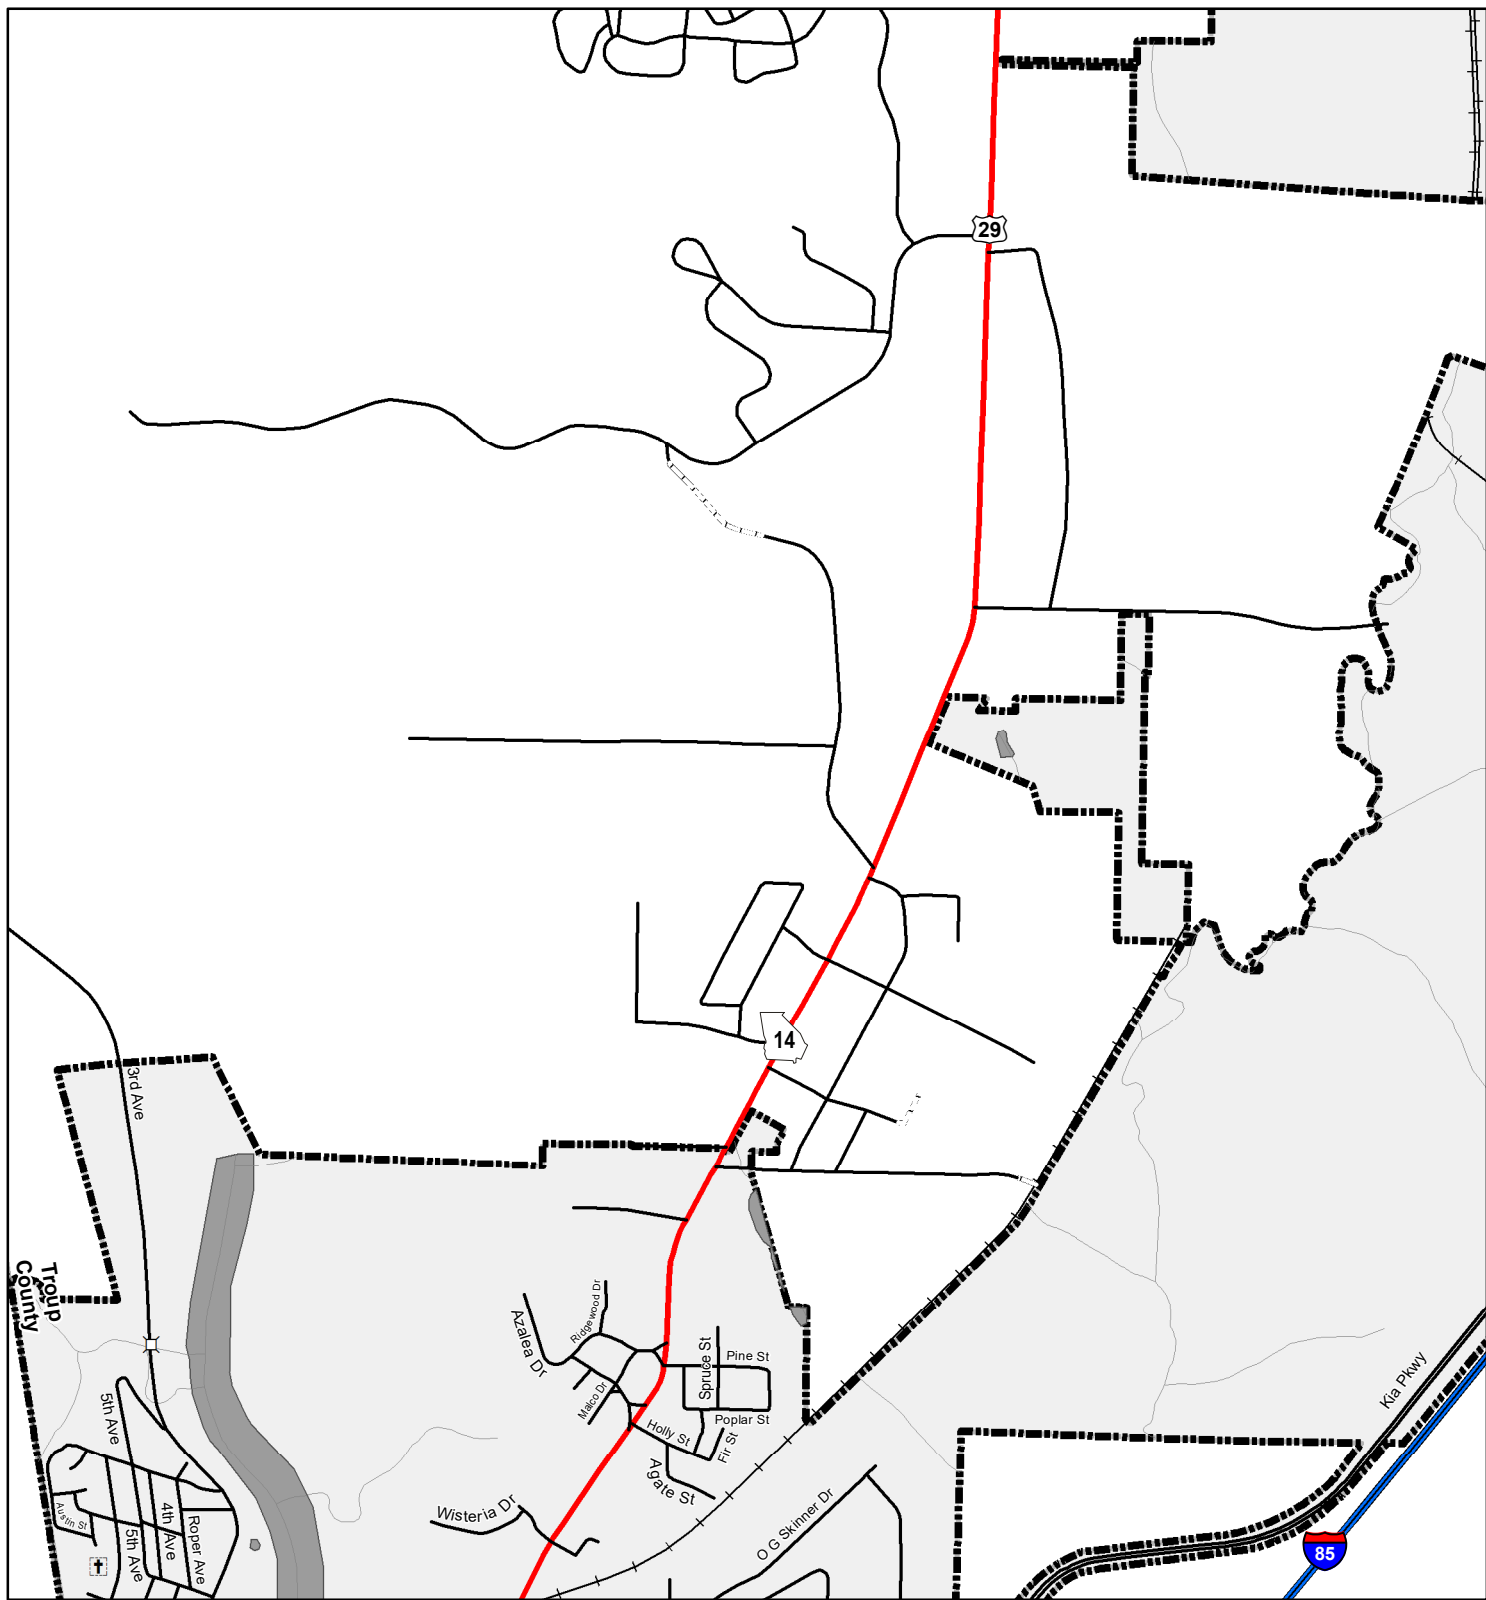 29
14
3rd Ave
Troup
County
Ridgewood Dr
Azalea Dr
Spruce St
Pine St
Malco Dr
Poplar St
Holly St
Fir St
Agate St
Kia Pkwy
5th Ave
Wisteria Dr
O G Skinner Dr
Austin St
4th Ave
Roper Ave
5th Ave
85